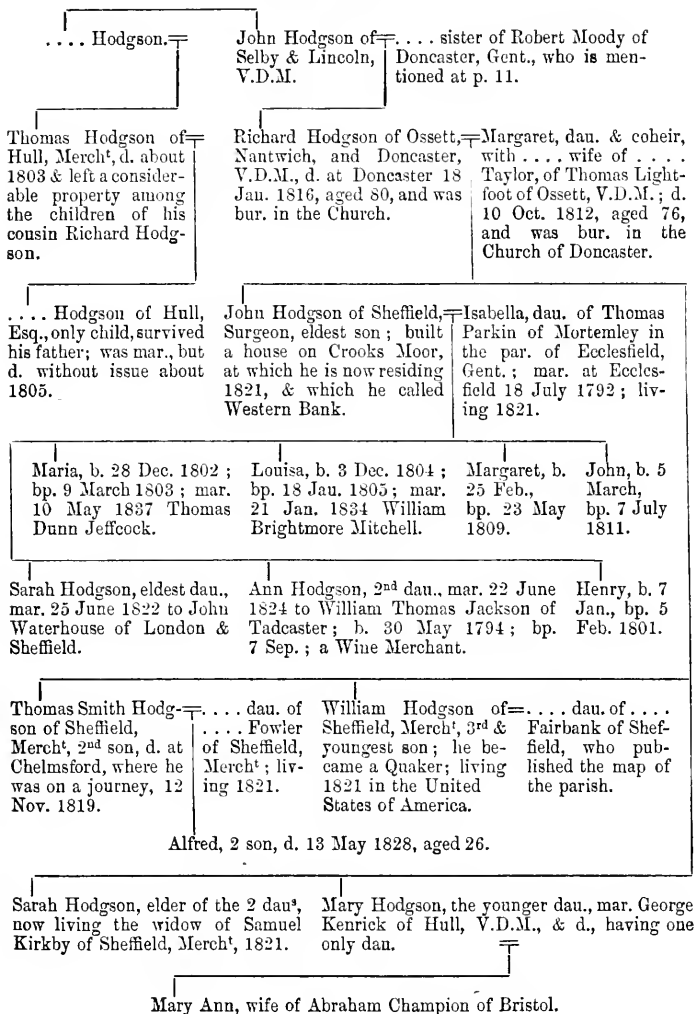 .... Hodgson.
John Hodgson of
Selby & Lincoln,
V.D.M.
.... sister of Robert Moody of
Doncaster, Gent., who is men-
tioned at p. 11.
Thomas Hodgson of
Hull, Mercht, d. about
1803 & left a consider-
able property among
the children of his
cousin Richard Hodg-
son.
Richard Hodgson of Ossett,
Nantwich, and Doncaster,
V.D.M., d. at Doncaster 18
Jan. 1816, aged 80, and was
bur. in the Church.
Margaret, dau. & coheir,
with .... wife of ....
Taylor, of Thomas Light-
foot of Ossett, V.D.M.; d.
10 Oct. 1812, aged 76,
and was bur. in the
Church of Doncaster.
.... Hodgson of Hull,
Esq., only child, survived
his father; was mar., but
d. without issue about
1805.
John Hodgson of Sheffield,
Surgeon, eldest son; built
a house on Crooks Moor,
at which he is now residing
1821, & which he called
Western Bank.
Isabella, dau. of Thomas
Parkin of Mortemley in
the par. of Ecclesfield,
Gent.; mar. at Eccles-
field 18 July 1792; liv-
ing 1821.
Maria, b. 28 Dec. 1802;
bp. 9 March 1803; mar.
10 May 1837 Thomas
Dunn Jeffcock.
Louisa, b. 3 Dec. 1804;
bp. 18 Jau. 1805; mar.
21 Jan. 1834 William
Brightmore Mitchell.
Margaret, b.
25 Feb.,
bp. 23 May
1809.
John, b. 5
March,
bp. 7 July
1811.
Sarah Hodgson, eldest dau.,
mar. 25 June 1822 to John
Waterhouse of London &
Sheffield.
Ann Hodgson, 2nd dau., mar. 22 June
1824 to William Thomas Jackson of
Tadcaster; b. 30 May 1794; bp.
7 Sep.; a Wine Merchant.
Henry, b. 7
Jan., bp. 5
Feb. 1801.
Thomas Smith Hodg-
son of Sheffield,
Mercht, 2nd son, d. at
Chelmsford, where he
was on a journey, 12
Nov. 1819.
.... dau. of
.... Fowler
of Sheffield,
Mercht; liv-
ing 1821.
William Hodgson of
Sheffield, Mercht, 3rd &
youngest son; he be-
came a Quaker; living
1821 in the United
States of America.
.... dau. of ....
Fairbank of Shef-
field, who pub-
lished the map of
the parish.
Alfred, 2 son, d. 13 May 1828, aged 26.
Sarah Hodgson, elder of the 2 daus,
now living the widow of Samuel
Kirkby of Sheffield, Mercht, 1821.
Mary Hodgson, the younger dau., mar. George
Kenrick of Hull, V.D.M., & d., having one
only dau.
Mary Ann, wife of Abraham Champion of Bristol.